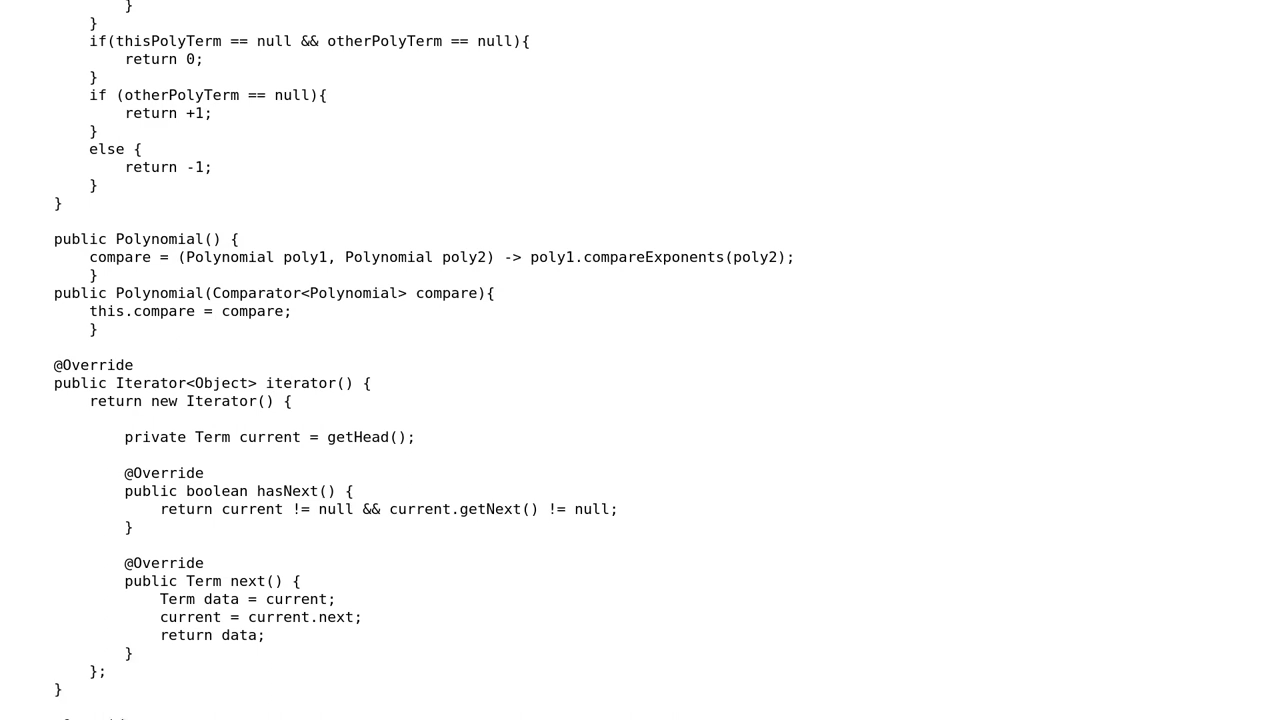 }
        }
        if(thisPolyTerm == null && otherPolyTerm == null){
            return 0;
        }
        if (otherPolyTerm == null){
            return +1;
        }
        else {
            return -1;
        }
    }

    public Polynomial() {
        compare = (Polynomial poly1, Polynomial poly2) -> poly1.compareExponents(poly2);
        }
    public Polynomial(Comparator<Polynomial> compare){
        this.compare = compare;
        }

    @Override
    public Iterator<Object> iterator() {
        return new Iterator() {

            private Term current = getHead();

            @Override
            public boolean hasNext() {
                return current != null && current.getNext() != null;
            }

            @Override
            public Term next() {
                Term data = current;
                current = current.next;
                return data;
            }
        };
    }